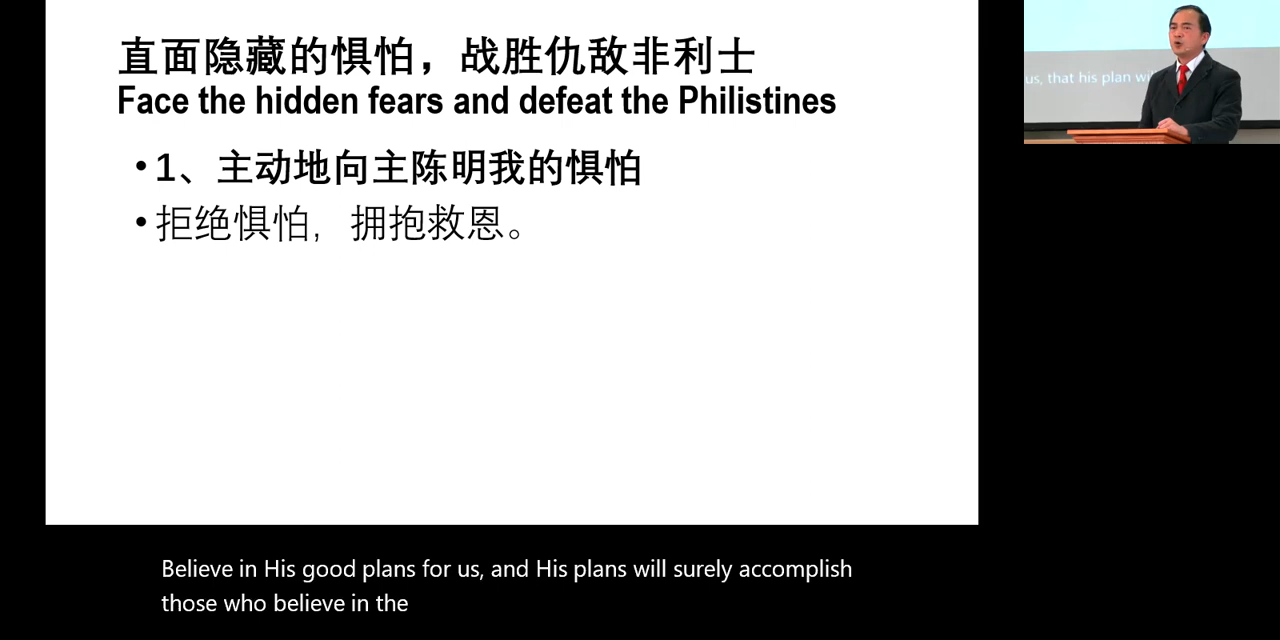 直面隐藏的惧怕，战胜仇敌非利士
Face the hidden fears and defeat the Philistines
•1、主动地向主陈明我的惧怕
•拒绝惧怕，拥抱救恩。
us, that his plan wi
Believe in His good plans for us, and His plans will surely accomplish
those who believe in the